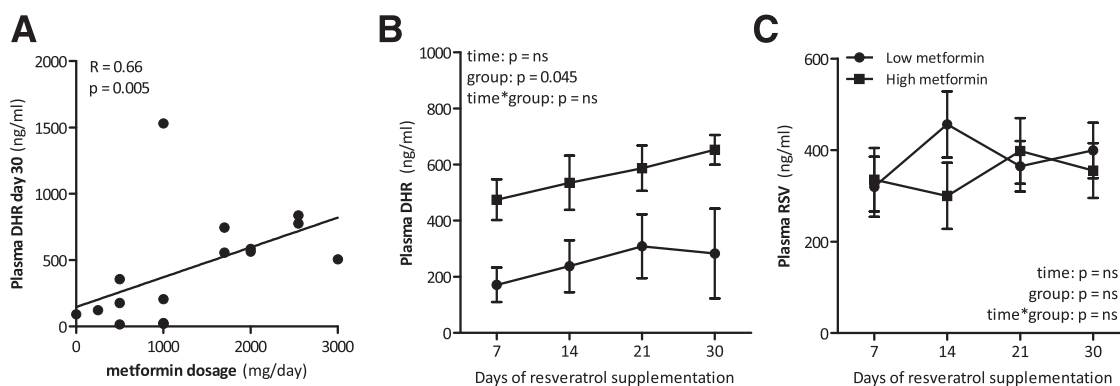 A
R = 0.66
p = 0.005
Plasma DHR day 30 (ng/ml)
2000
1500
1000
500
0
0 1000 2000 3000
metformin dosage (mg/day)
B
time: p = ns
group: p = 0.045
time*group: p = ns
Plasma DHR (ng/ml)
1000
800
600
400
200
0
7 14 21 30
Days of resveratrol supplementation
C
Low metformin
High metformin
Plasma RSV (ng/ml)
600
400
200
0
time: p = ns
group: p = ns
time*group: p = ns
7 14 21 30
Days of resveratrol supplementation